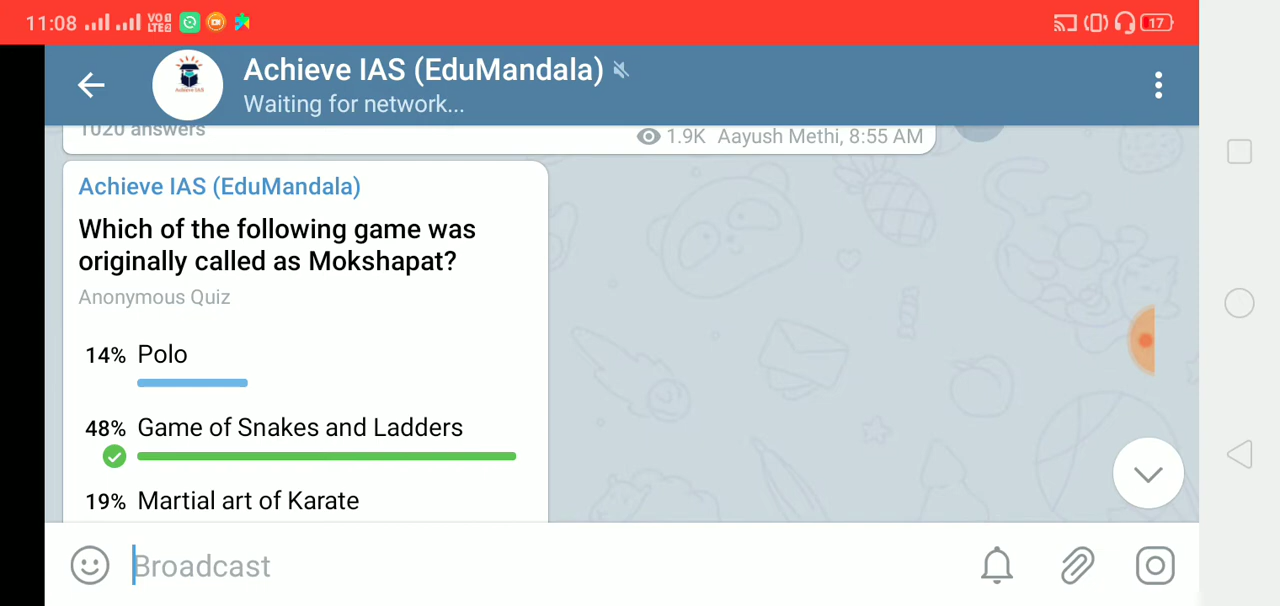 11:08 VO LTE 17
Achieve IAS (EduMandala)
Waiting for network...
1020 answers
1.9K Aayush Methi, 8:55 AM
Achieve IAS (EduMandala)
Which of the following game was
originally called as Mokshapat?
Anonymous Quiz
14% Polo
48% Game of Snakes and Ladders
19% Martial art of Karate
Broadcast